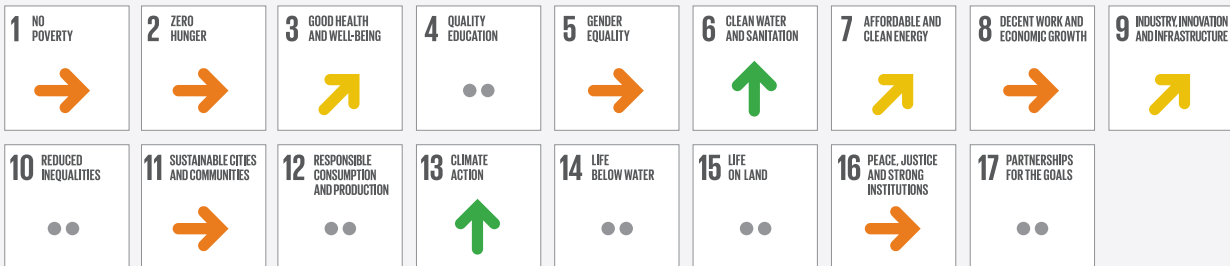 1 NO
POVERTY
2 ZERO
HUNGER
3 GOOD HEALTH
AND WELL-BEING
4 QUALITY
EDUCATION
5 GENDER
EQUALITY
6 CLEAN WATER
AND SANITATION
7 AFFORDABLE AND
CLEAN ENERGY
8 DECENT WORK AND
ECONOMIC GROWTH
9 INDUSTRY, INNOVATION
AND INFRASTRUCTURE
10 REDUCED
INEQUALITIES
11 SUSTAINABLE CITIES
AND COMMUNITIES
12 RESPONSIBLE
CONSUMPTION
AND PRODUCTION
13 CLIMATE
ACTION
14 LIFE
BELOW WATER
15 LIFE
ON LAND
16 PEACE, JUSTICE
AND STRONG
INSTITUTIONS
17 PARTNERSHIPS
FOR THE GOALS